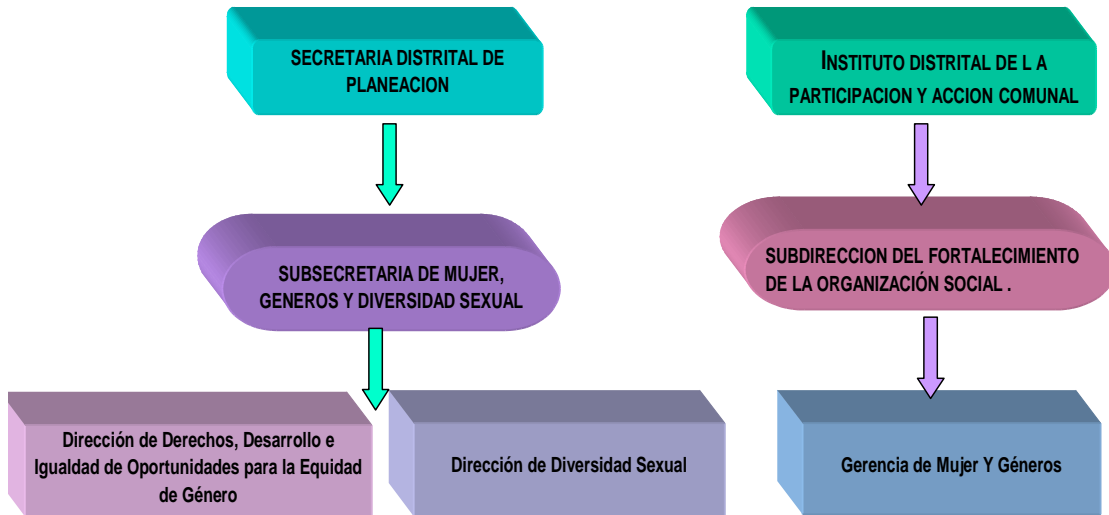 SECRETARIA DISTRITAL DE
PLANEACION
INSTITUTO DISTRITAL DE L A
PARTICIPACION Y ACCION COMUNAL
SUBSECRETARIA DE MUJER,
GENEROS Y DIVERSIDAD SEXUAL
SUBDIRECCION DEL FORTALECIMIENTO
DE LA ORGANIZACIÓN SOCIAL .
Dirección de Derechos, Desarrollo e
Igualdad de Oportunidades para la Equidad
de Género
Dirección de Diversidad Sexual
Gerencia de Mujer Y Géneros